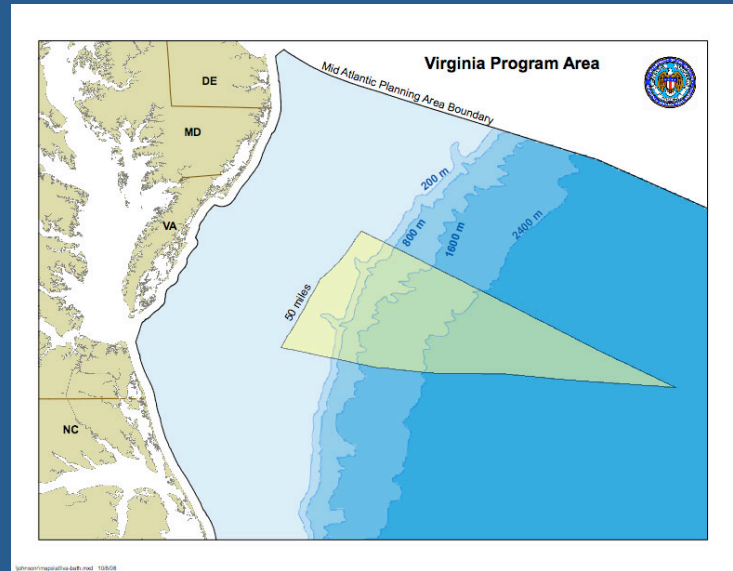 Virginia Program Area
Mid Atlantic Planning Area Boundary
DE
MD
VA
NC
200 m
800 m
1600 m
2400 m
50 miles